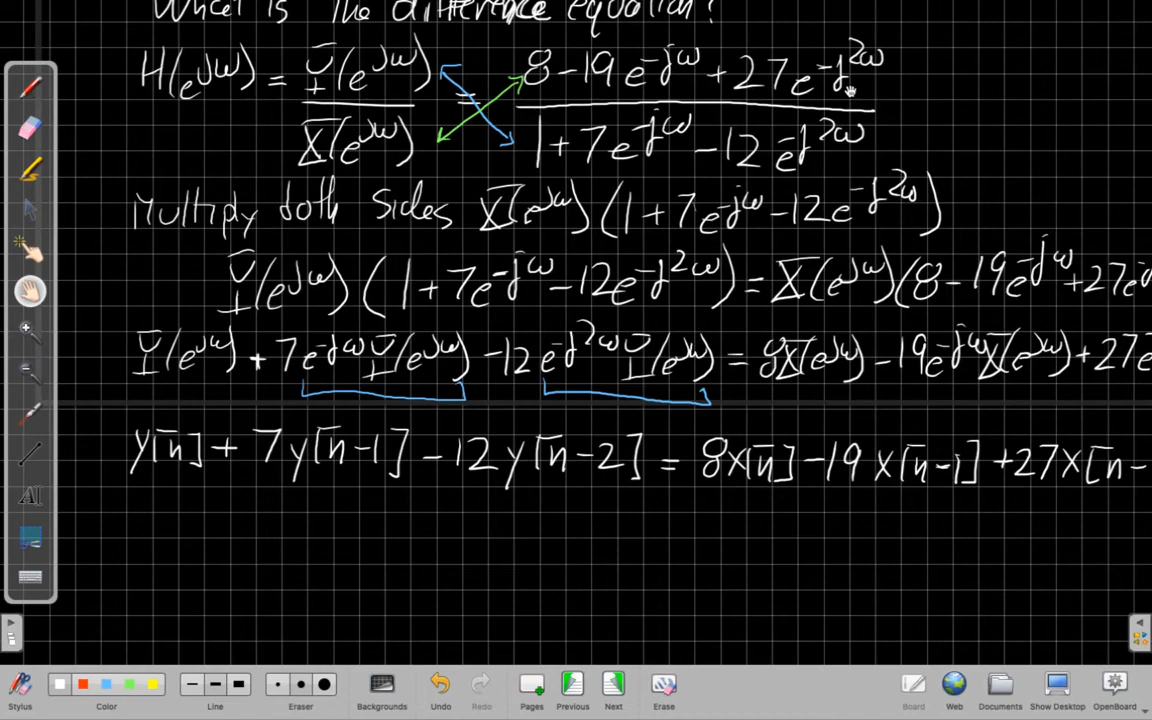 What is the difference equation?
H(e^jω) = Y(e^jω) / X(e^jω) = 8 - 19e^-jω + 27e^-j2ω / 1 + 7e^-jω - 12e^-j2ω
Multiply both sides X(e^jω)(1 + 7e^-jω - 12e^-j2ω)
Y(e^jω)(1 + 7e^-jω - 12e^-j2ω) = X(e^jω)(8 - 19e^-jω + 27e^-j
Y(e^jω) + 7e^-jω Y(e^jω) - 12e^-j2ω Y(e^jω) = 8X(e^jω) - 19e^-jω X(e^jω) + 27e
y[n] + 7y[n-1] - 12y[n-2] = 8x[n] - 19x[n-1] + 27x[n-
Stylus Color Line Eraser Backgrounds Undo Redo Pages Previous Next Erase Board Web Documents Show Desktop OpenBoard